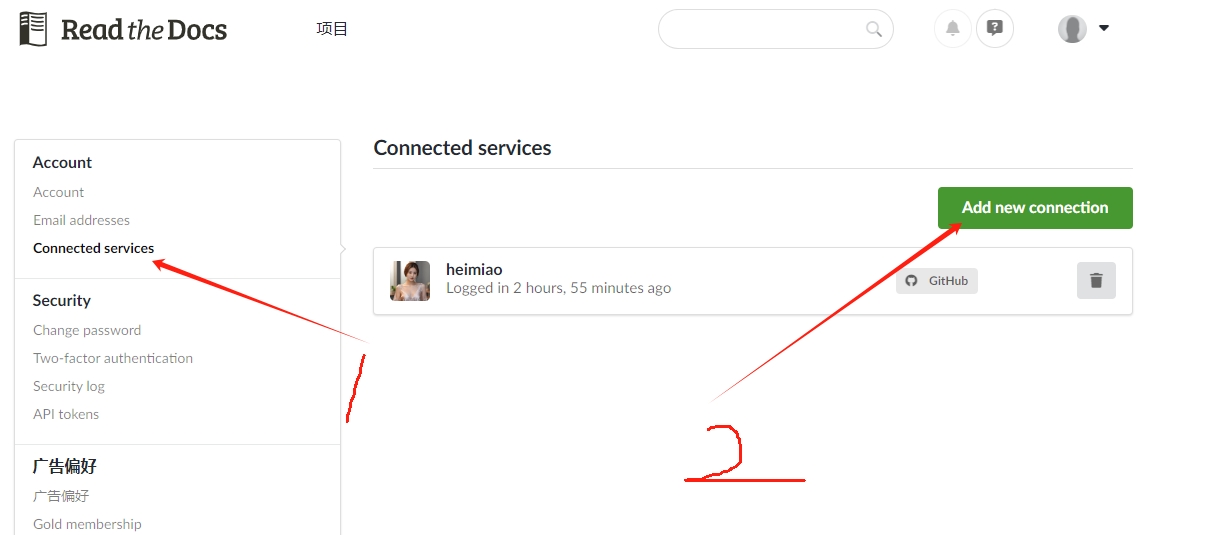 Read the Docs
项目
Account
Account
Email addresses
Connected services
Security
Change password
Two-factor authentication
Security log
API tokens
广告偏好
广告偏好
Gold membership
Connected services
Add new connection
heimiao
Logged in 2 hours, 55 minutes ago
GitHub
1
2